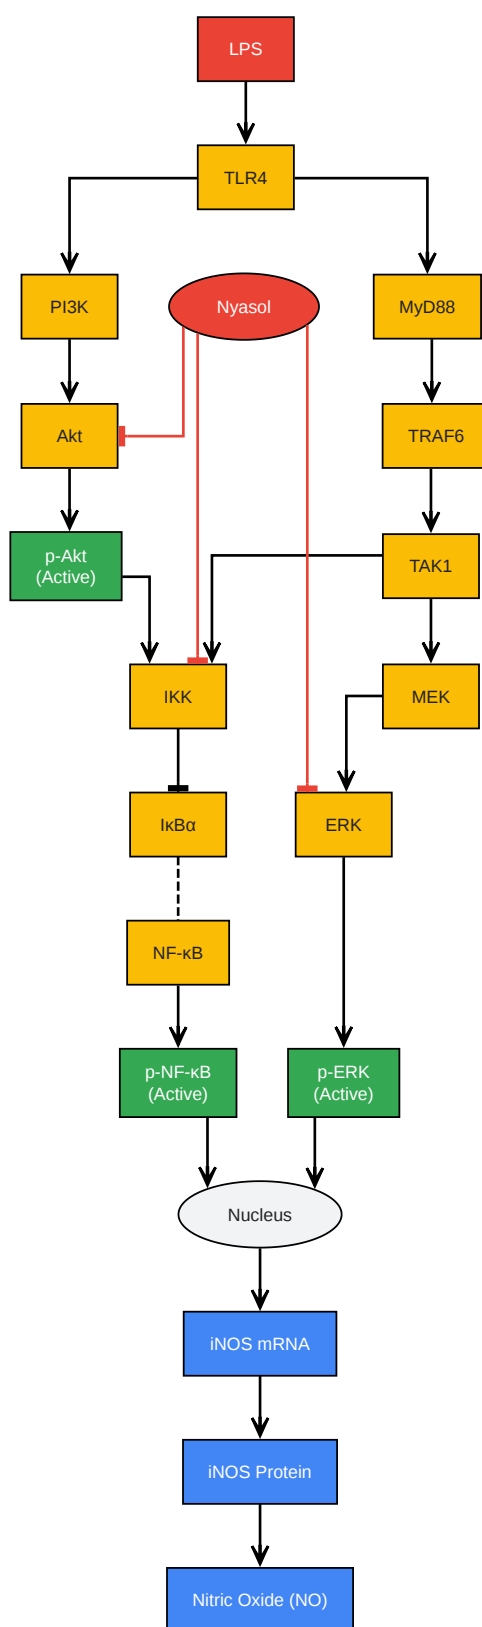 LPS
TLR4
PI3K
Nyasol
MyD88
Akt
TRAF6
p-Akt
(Active)
TAK1
IKK
MEK
IκBα
ERK
NF-κB
p-NF-κB
(Active)
p-ERK
(Active)
Nucleus
iNOS mRNA
iNOS Protein
Nitric Oxide (NO)